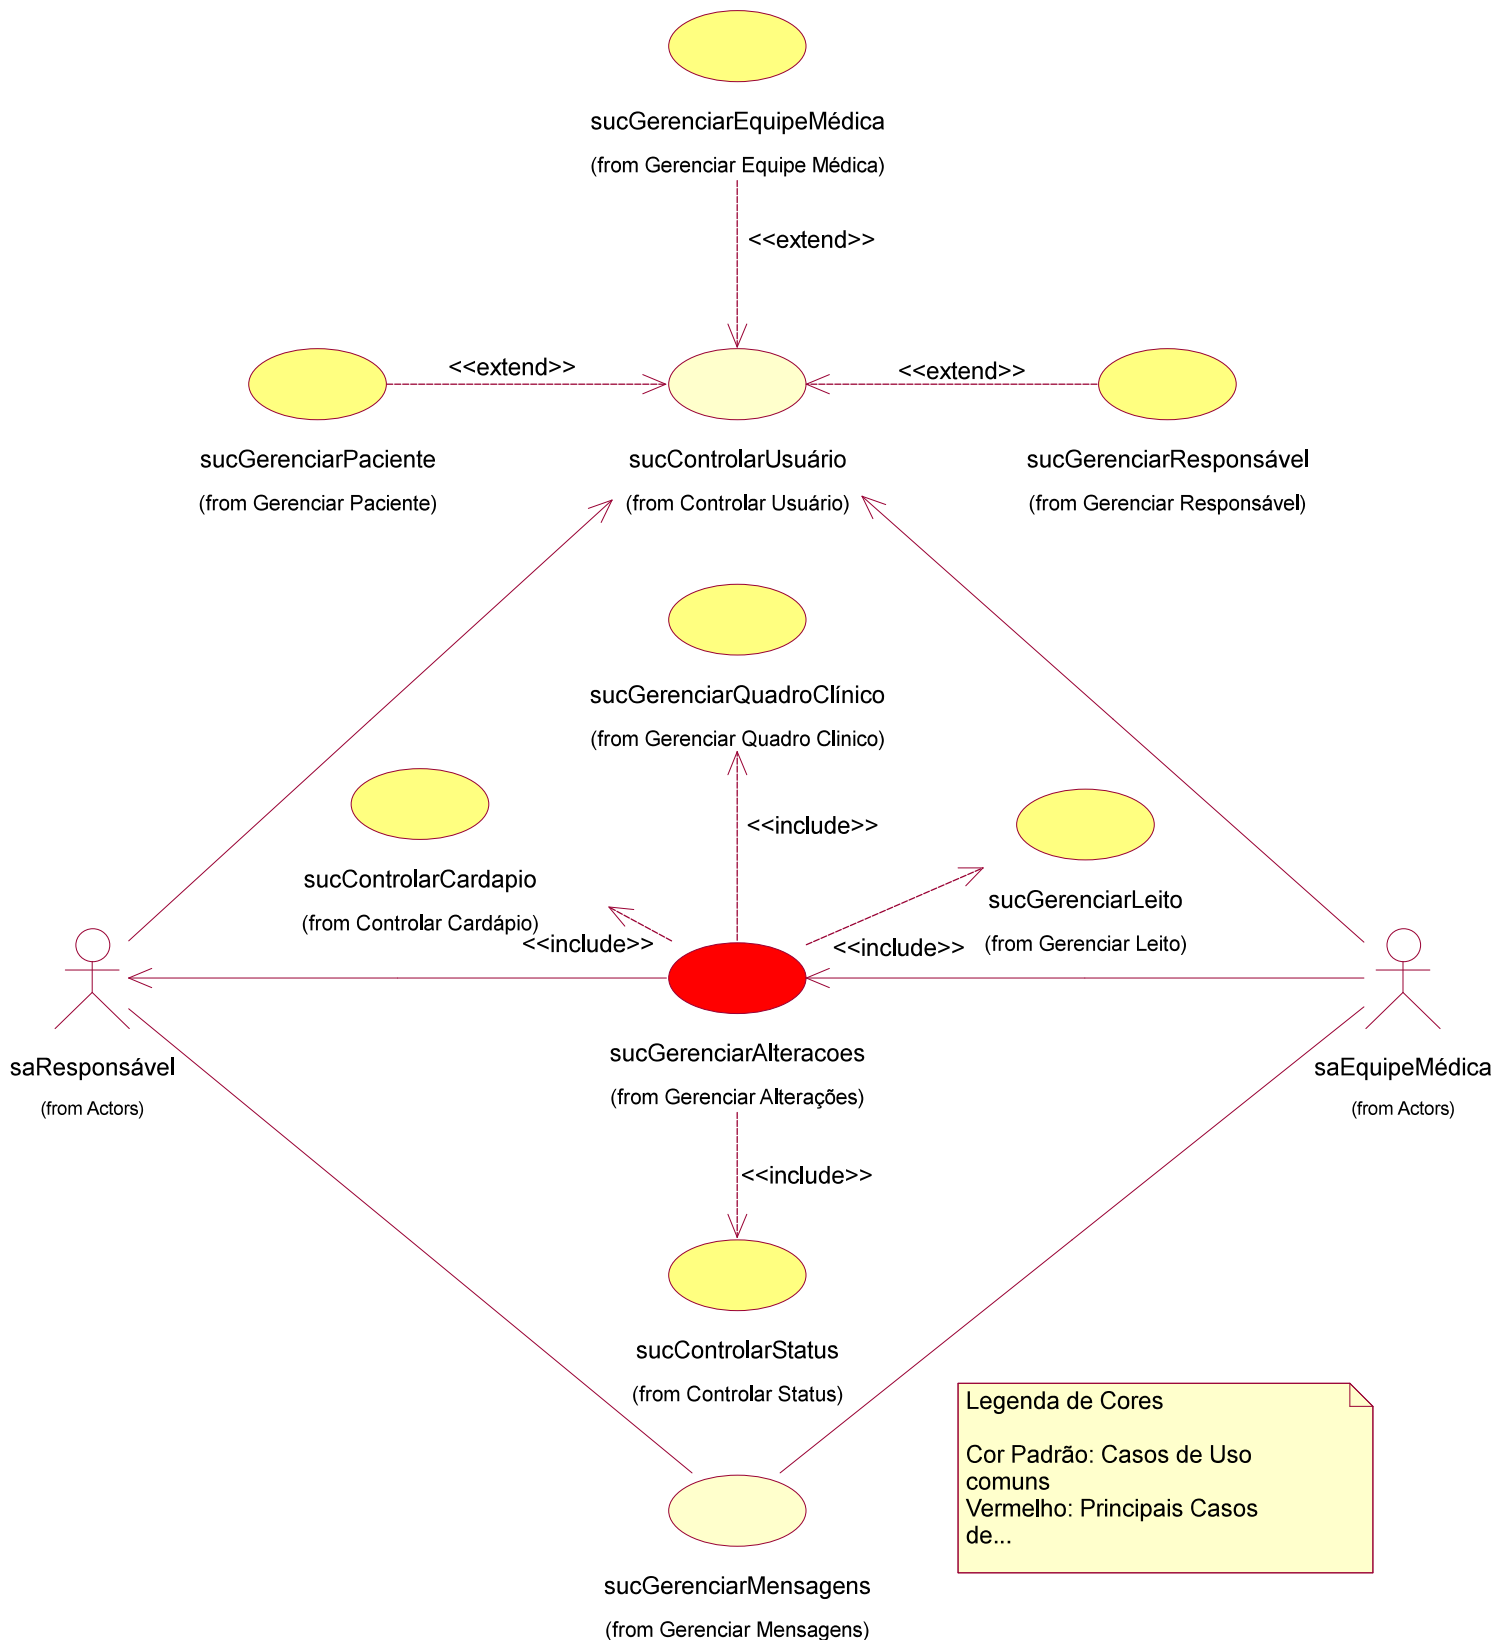 sucGerenciarEquipeMédica
(from Gerenciar Equipe Médica)
<<extend>>
<<extend>>
<<extend>>
sucGerenciarPaciente
(from Gerenciar Paciente)
sucControlarUsuário
(from Controlar Usuário)
sucGerenciarResponsável
(from Gerenciar Responsável)
sucGerenciarQuadroClínico
(from Gerenciar Quadro Clinico)
<<include>>
sucControlarCardapio
(from Controlar Cardápio)
sucGerenciarLeito
(from Gerenciar Leito)
<<include>>
<<include>>
saResponsável
(from Actors)
sucGerenciarAlteracoes
(from Gerenciar Alterações)
saEquipeMédica
(from Actors)
<<include>>
sucControlarStatus
(from Controlar Status)
Legenda de Cores
Cor Padrão: Casos de Uso
comuns
Vermelho: Principais Casos
de...
sucGerenciarMensagens
(from Gerenciar Mensagens)